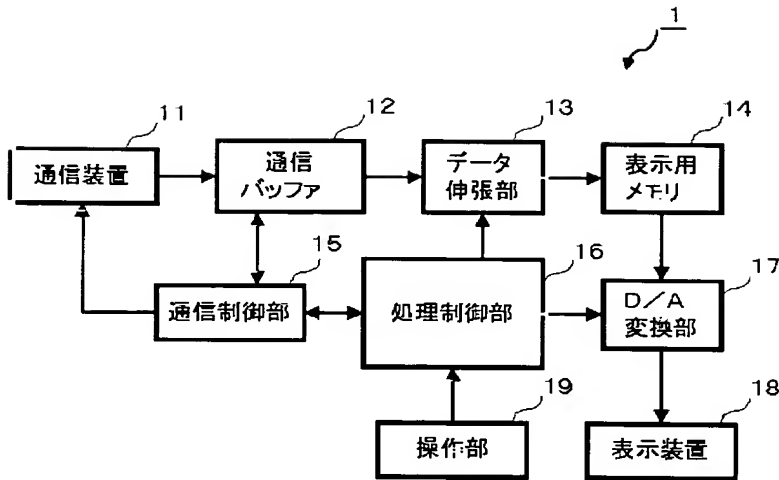 1
11
12
13
14
通信装置
通信
バッファ
データ
伸張部
表示用
メモリ
15
16
17
通信制御部
処理制御部
D/A
変換部
19
18
操作部
表示装置